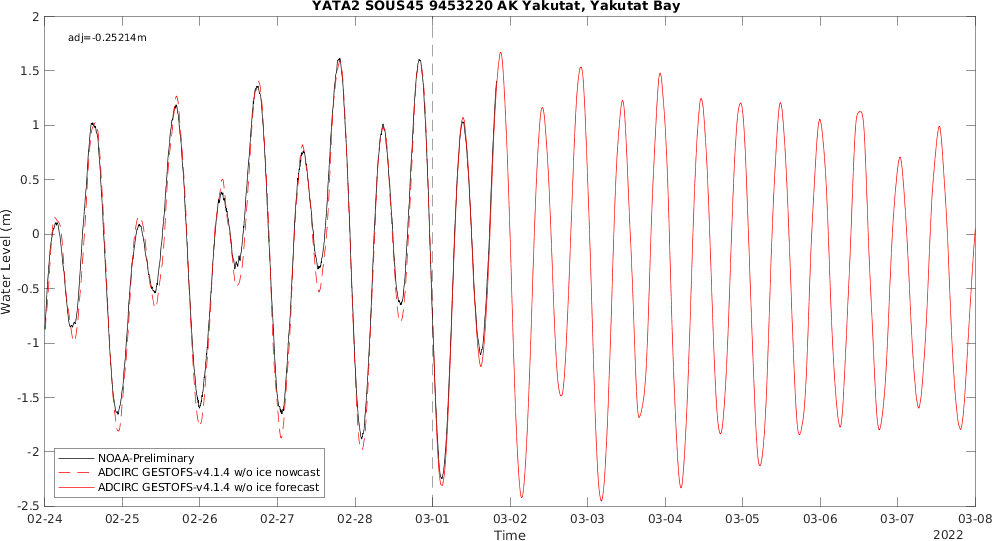 YATA2 SOUS45 9453220 AK Yakutat, Yakutat Bay
adj=-0.25214m
2
1.5
1
0.5
0
-0.5
-1
-1.5
-2
-2.5
Water Level (m)
NOAA-Preliminary
ADCIRC GESTOFS-v4.1.4 w/o ice nowcast
ADCIRC GESTOFS-v4.1.4 w/o ice forecast
02-24 02-25 02-26 02-27 02-28 03-01 03-02 03-03 03-04 03-05 03-06 03-07 03-08
Time
2022